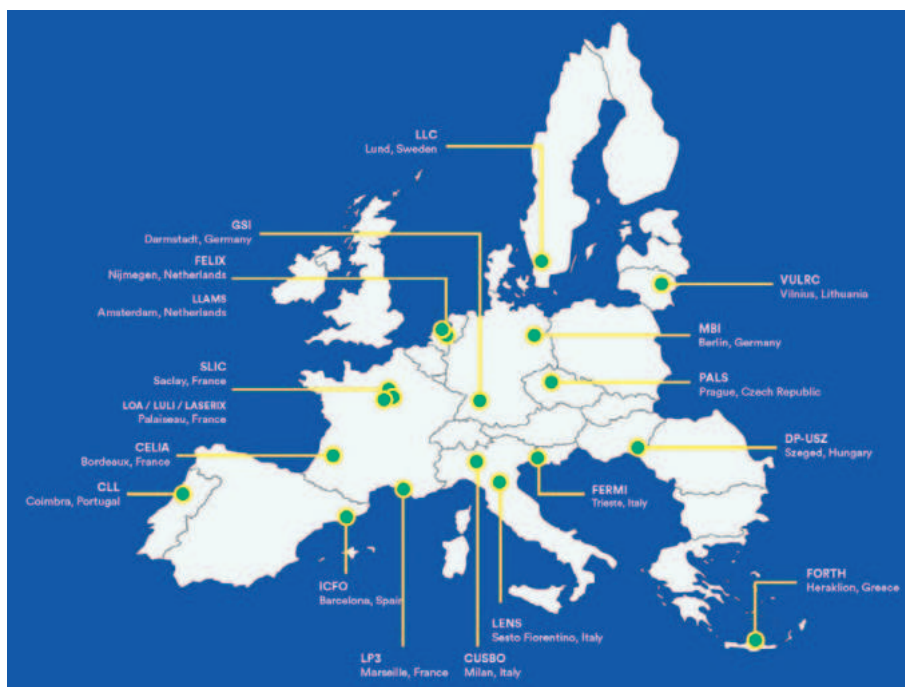 LLC
Lund, Sweden
GSI
Darmstadt, Germany
FELIX
Nijmegen, Netherlands
LLAMS
Amsterdam, Netherlands
VULRC
Vilnius, Lithuania
MBI
Berlin, Germany
SLIC
Saclay, France
PALS
Prague, Czech Republic
LOA / LULI / LASERIX
Palaiseau, France
CELIA
Bordeaux, France
DP-USZ
Szeged, Hungary
CLL
Coimbra, Portugal
FERMI
Trieste, Italy
ICFO
Barcelona, Spain
FORTH
Heraklion, Greece
LENS
Sesto Fiorentino, Italy
LP3
Marseille, France
CUSBO
Milan, Italy